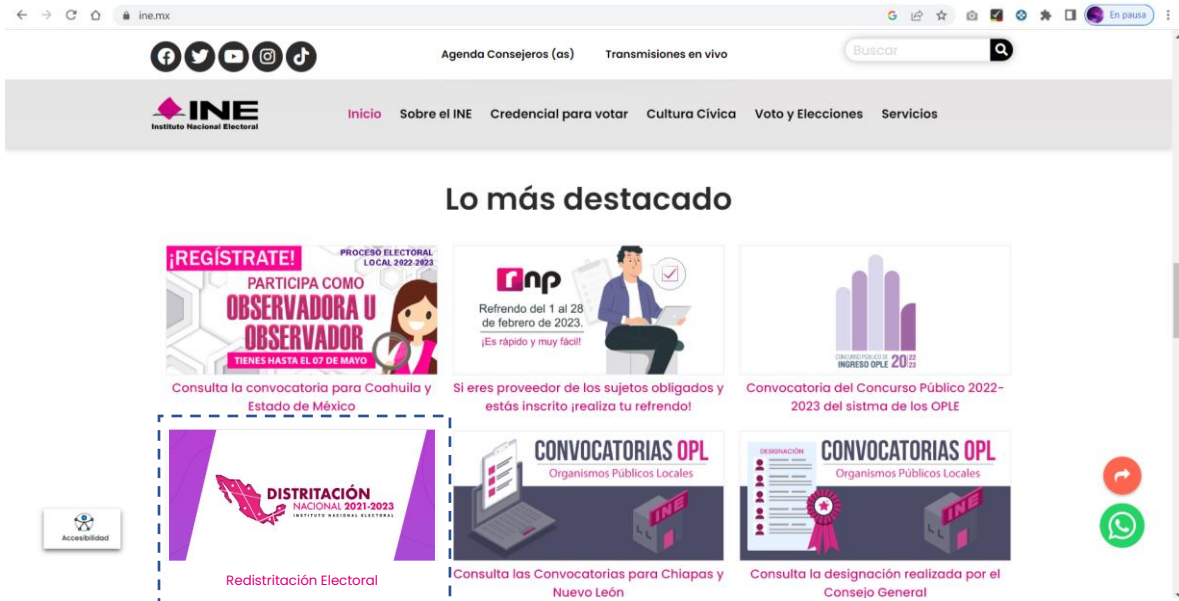 ine.mx
En pausa
Agenda Consejeros (as)
Transmisiones en vivo
Buscar
INE
Instituto Nacional Electoral
Inicio
Sobre el INE
Credencial para votar
Cultura Cívica
Voto y Elecciones
Servicios
Lo más destacado
¡REGÍSTRATE!
PROCESO ELECTORAL
LOCAL 2022-2023
PARTICIPA COMO
OBSERVADORA U
OBSERVADOR
TIENES HASTA EL 07 DE MAYO
Consulta la convocatoria para Coahuila y
Estado de México
rnp
Refrendo del 1 al 28
de febrero de 2023.
¡Es rápido y muy fácil!
Si eres proveedor de los sujetos obligados y
estás inscrito ¡realiza tu refrendo!
CONCURSO PÚBLICO DE
INGRESO OPLE 2022 23
Convocatoria del Concurso Público 2022-
2023 del sistma de los OPLE
DISTRITACIÓN
NACIONAL 2021-2023
INSTITUTO NACIONAL ELECTORAL
Redistritación Electoral
CONVOCATORIAS OPL
Organismos Públicos Locales
INE
Consulta las Convocatorias para Chiapas y
Nuevo León
DESIGNACIÓN
CONVOCATORIAS OPL
Organismos Públicos Locales
INE
Consulta la designación realizada por el
Consejo General
Accesibilidad